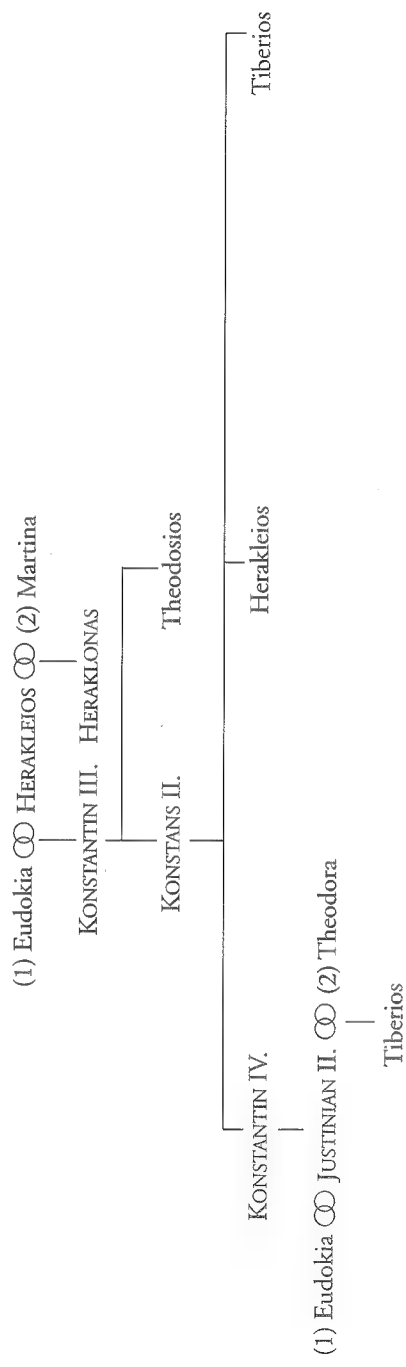 (1) Eudokia ⚭ HERAKLEIOS ⚭ (2) Martina
KONSTANTIN III. HERAKLONAS
KONSTANS II. Theodosios
KONSTANTIN IV. Herakleios Tiberios
(1) Eudokia ⚭ JUSTINIAN II. ⚭ (2) Theodora
Tiberios